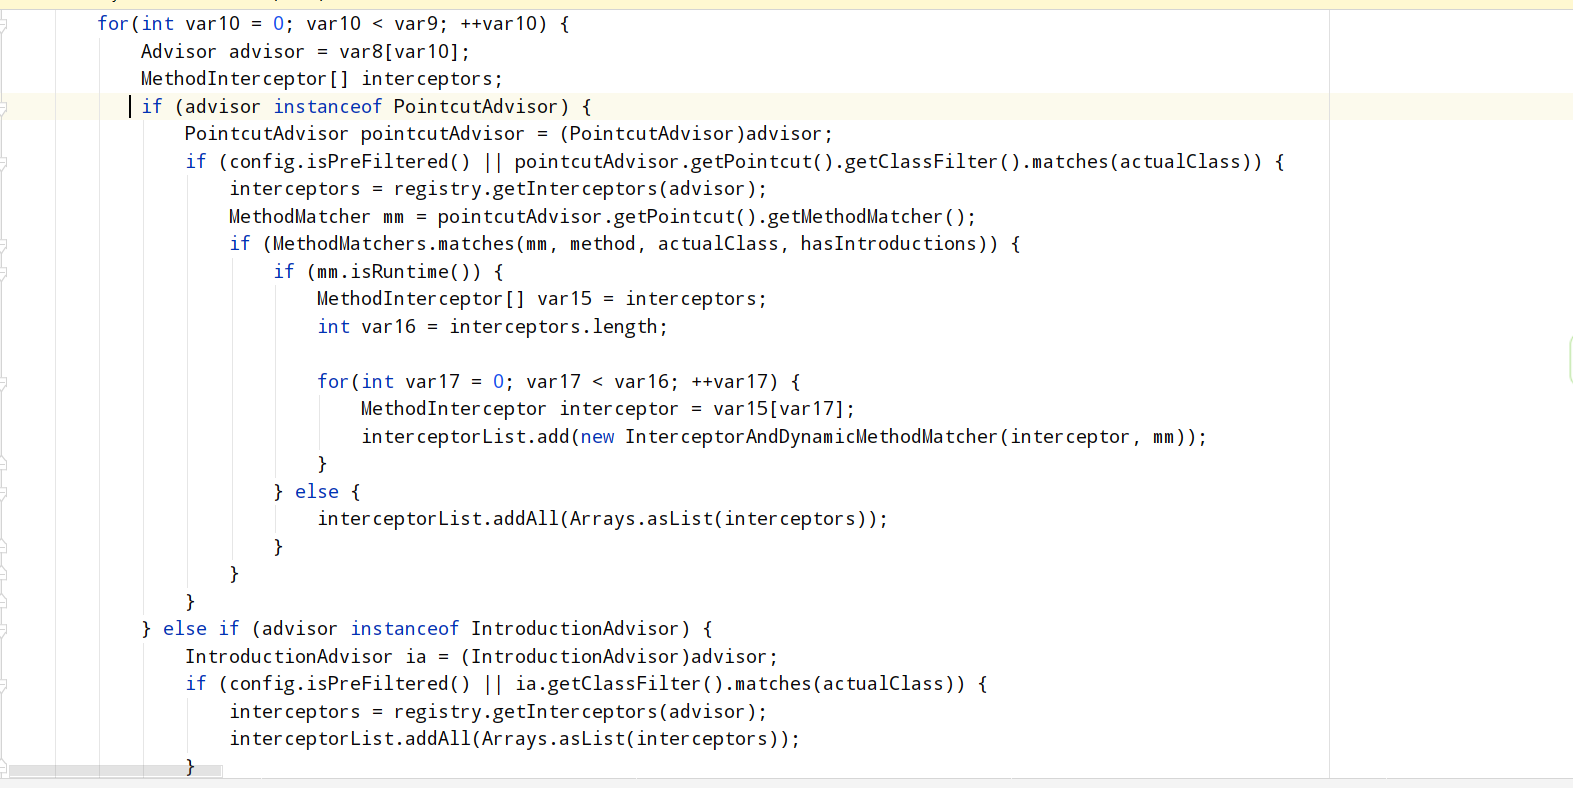 for(int var10 = 0; var10 < var9; ++var10) {
    Advisor advisor = var8[var10];
    MethodInterceptor[] interceptors;
    if (advisor instanceof PointcutAdvisor) {
        PointcutAdvisor pointcutAdvisor = (PointcutAdvisor)advisor;
        if (config.isPreFiltered() || pointcutAdvisor.getPointcut().getClassFilter().matches(actualClass)) {
            interceptors = registry.getInterceptors(advisor);
            MethodMatcher mm = pointcutAdvisor.getPointcut().getMethodMatcher();
            if (MethodMatchers.matches(mm, method, actualClass, hasIntroductions)) {
                if (mm.isRuntime()) {
                    MethodInterceptor[] var15 = interceptors;
                    int var16 = interceptors.length;

                    for(int var17 = 0; var17 < var16; ++var17) {
                        MethodInterceptor interceptor = var15[var17];
                        interceptorList.add(new InterceptorAndDynamicMethodMatcher(interceptor, mm));
                    }
                } else {
                    interceptorList.addAll(Arrays.asList(interceptors));
                }
            }
        }
    } else if (advisor instanceof IntroductionAdvisor) {
        IntroductionAdvisor ia = (IntroductionAdvisor)advisor;
        if (config.isPreFiltered() || ia.getClassFilter().matches(actualClass)) {
            interceptors = registry.getInterceptors(advisor);
            interceptorList.addAll(Arrays.asList(interceptors));
        }